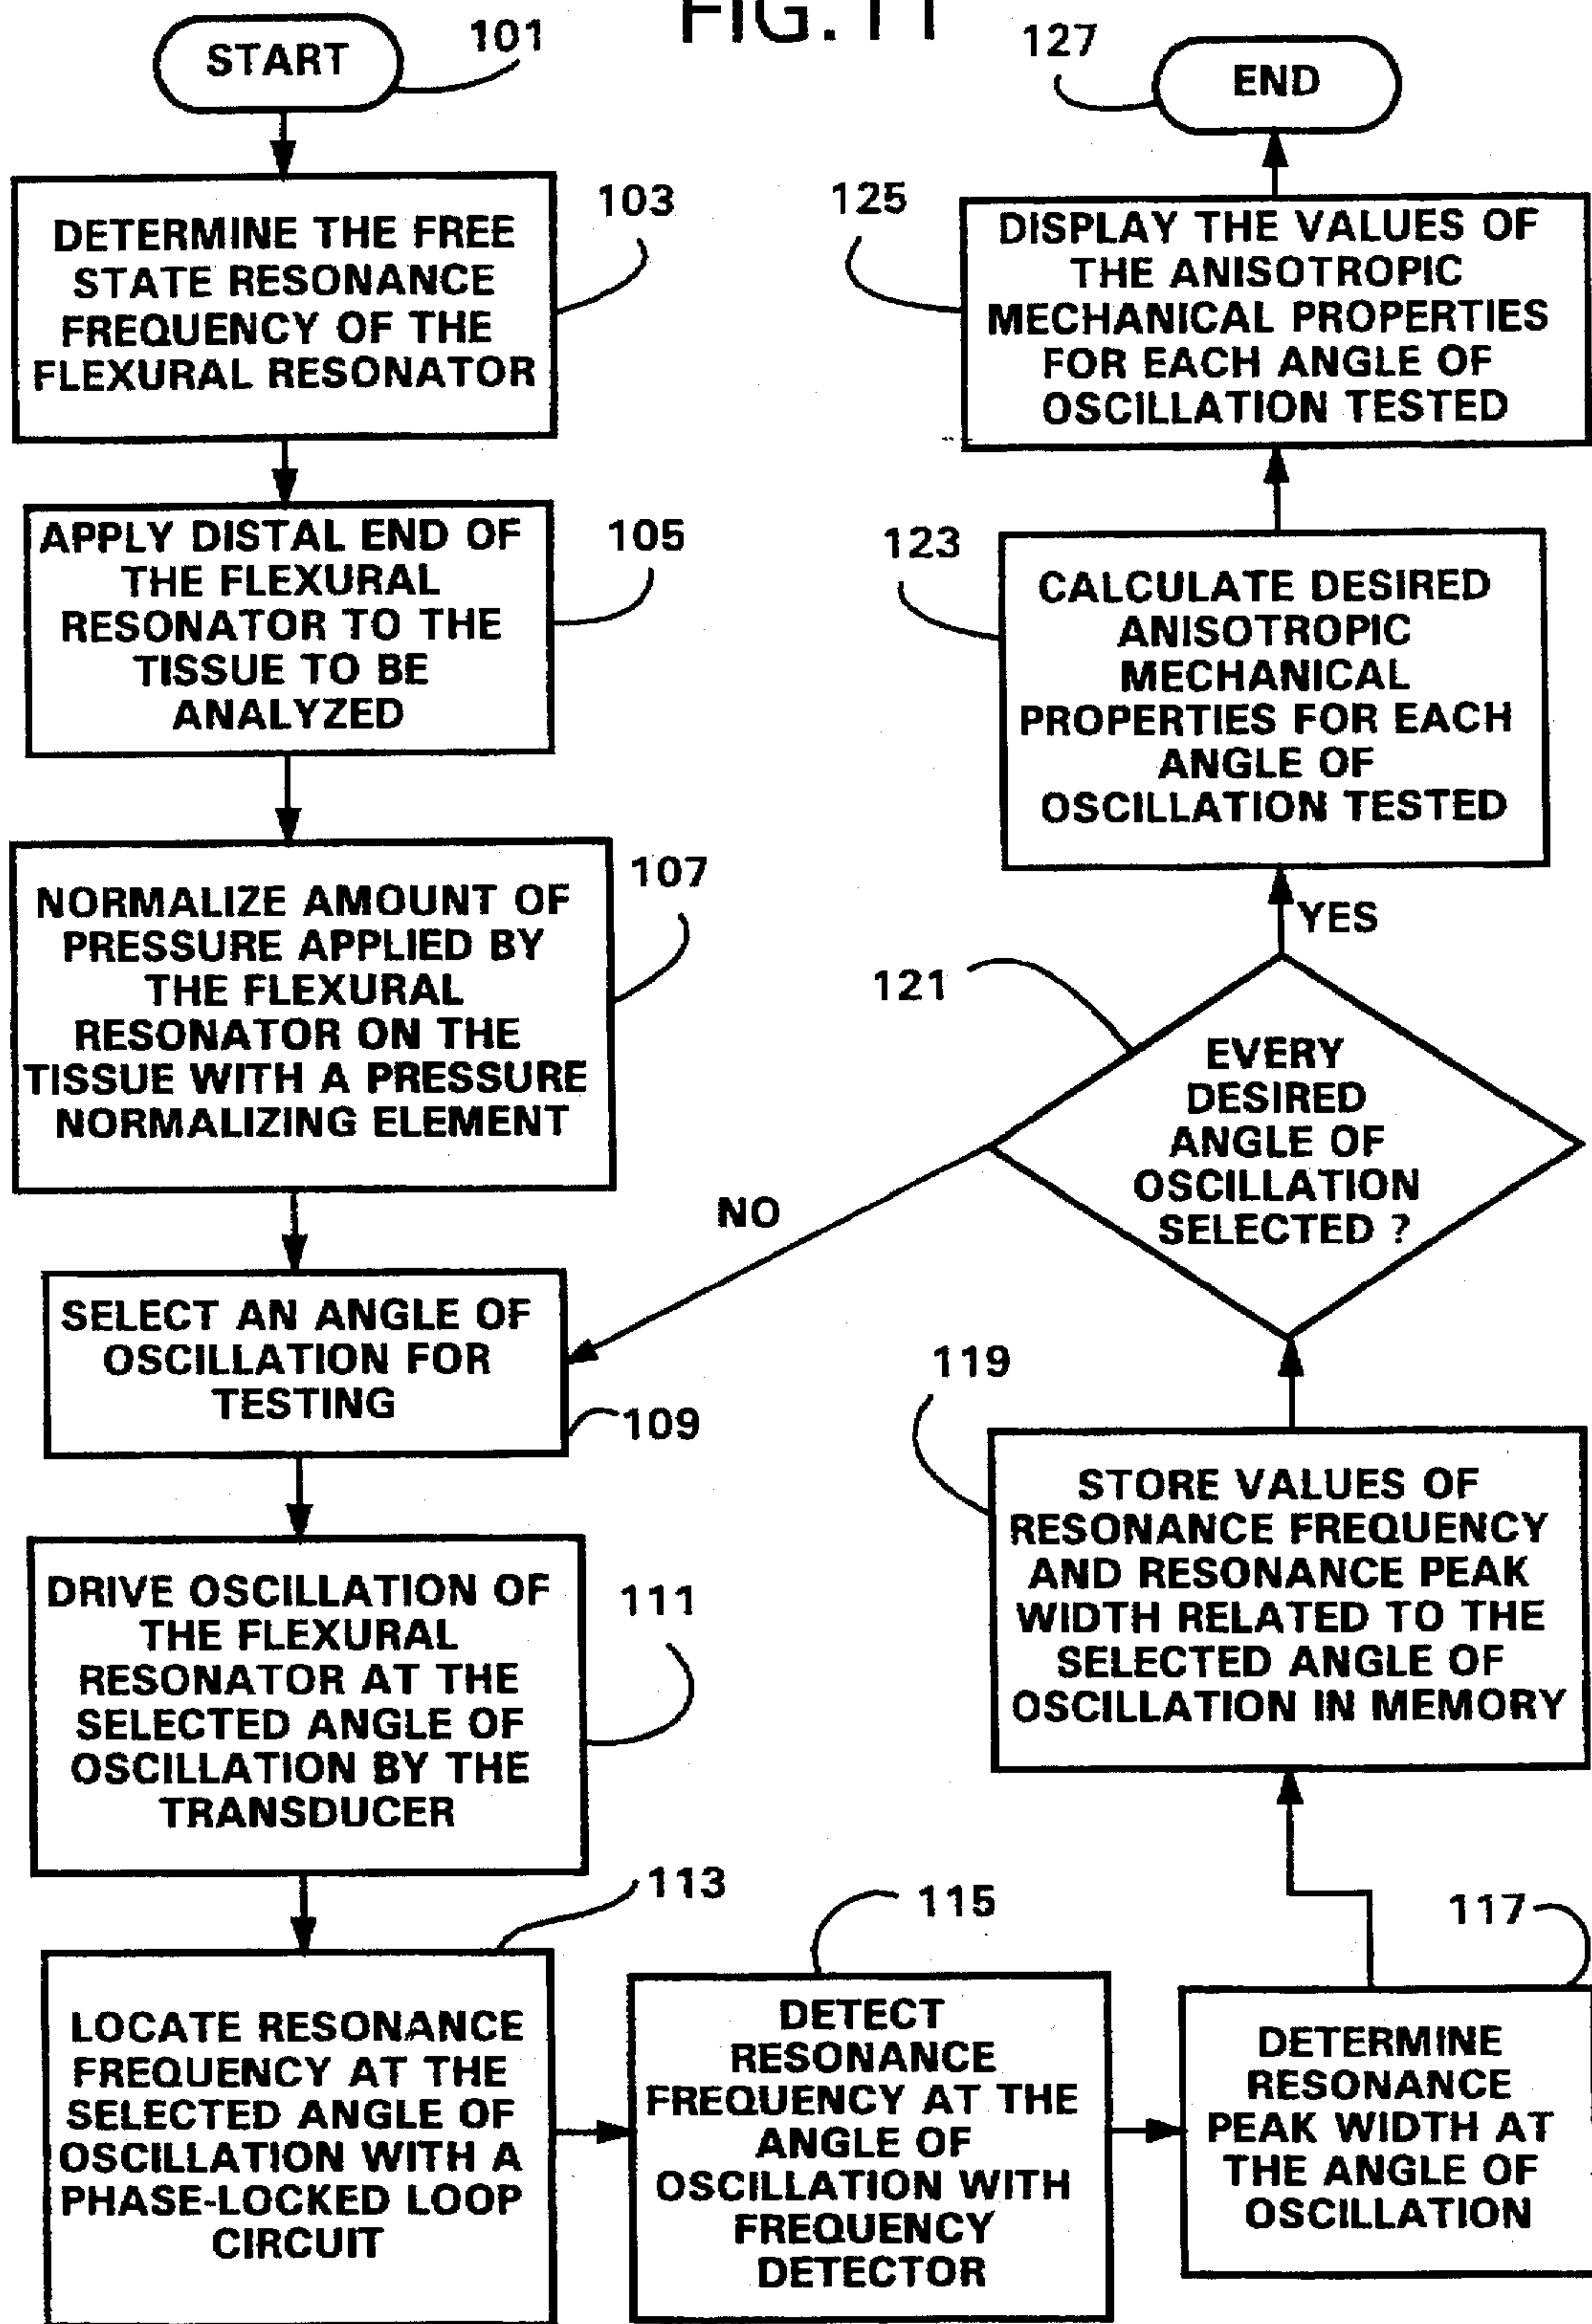 FIG. 11
START
101
DETERMINE THE FREE
STATE RESONANCE
FREQUENCY OF THE
FLEXURAL RESONATOR
103
APPLY DISTAL END OF
THE FLEXURAL
RESONATOR TO THE
TISSUE TO BE
ANALYZED
105
NORMALIZE AMOUNT OF
PRESSURE APPLIED BY
THE FLEXURAL
RESONATOR ON THE
TISSUE WITH A PRESSURE
NORMALIZING ELEMENT
107
SELECT AN ANGLE OF
OSCILLATION FOR
TESTING
109
DRIVE OSCILLATION OF
THE FLEXURAL
RESONATOR AT THE
SELECTED ANGLE OF
OSCILLATION BY THE
TRANSDUCER
111
LOCATE RESONANCE
FREQUENCY AT THE
SELECTED ANGLE OF
OSCILLATION WITH A
PHASE-LOCKED LOOP
CIRCUIT
113
DETECT
RESONANCE
FREQUENCY AT THE
ANGLE OF
OSCILLATION WITH
FREQUENCY
DETECTOR
115
DETERMINE
RESONANCE
PEAK WIDTH AT
THE ANGLE OF
OSCILLATION
117
STORE VALUES OF
RESONANCE FREQUENCY
AND RESONANCE PEAK
WIDTH RELATED TO THE
SELECTED ANGLE OF
OSCILLATION IN MEMORY
119
EVERY
DESIRED
ANGLE OF
OSCILLATION
SELECTED ?
121
NO
YES
CALCULATE DESIRED
ANISOTROPIC
MECHANICAL
PROPERTIES FOR EACH
ANGLE OF
OSCILLATION TESTED
123
DISPLAY THE VALUES OF
THE ANISOTROPIC
MECHANICAL PROPERTIES
FOR EACH ANGLE OF
OSCILLATION TESTED
125
END
127